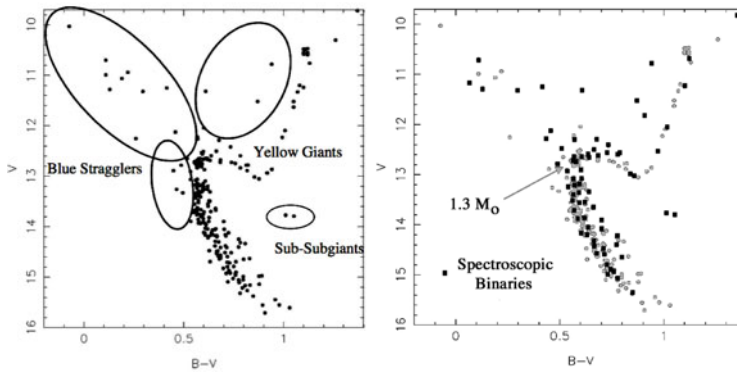 10
11
12
13
14
15
16
V
0
0.5
1
B-V
Blue Stragglers
Yellow Giants
Sub-Subgiants
10
11
12
13
14
15
16
V
0
0.5
1
B-V
1.3 Mo
Spectroscopic
Binaries